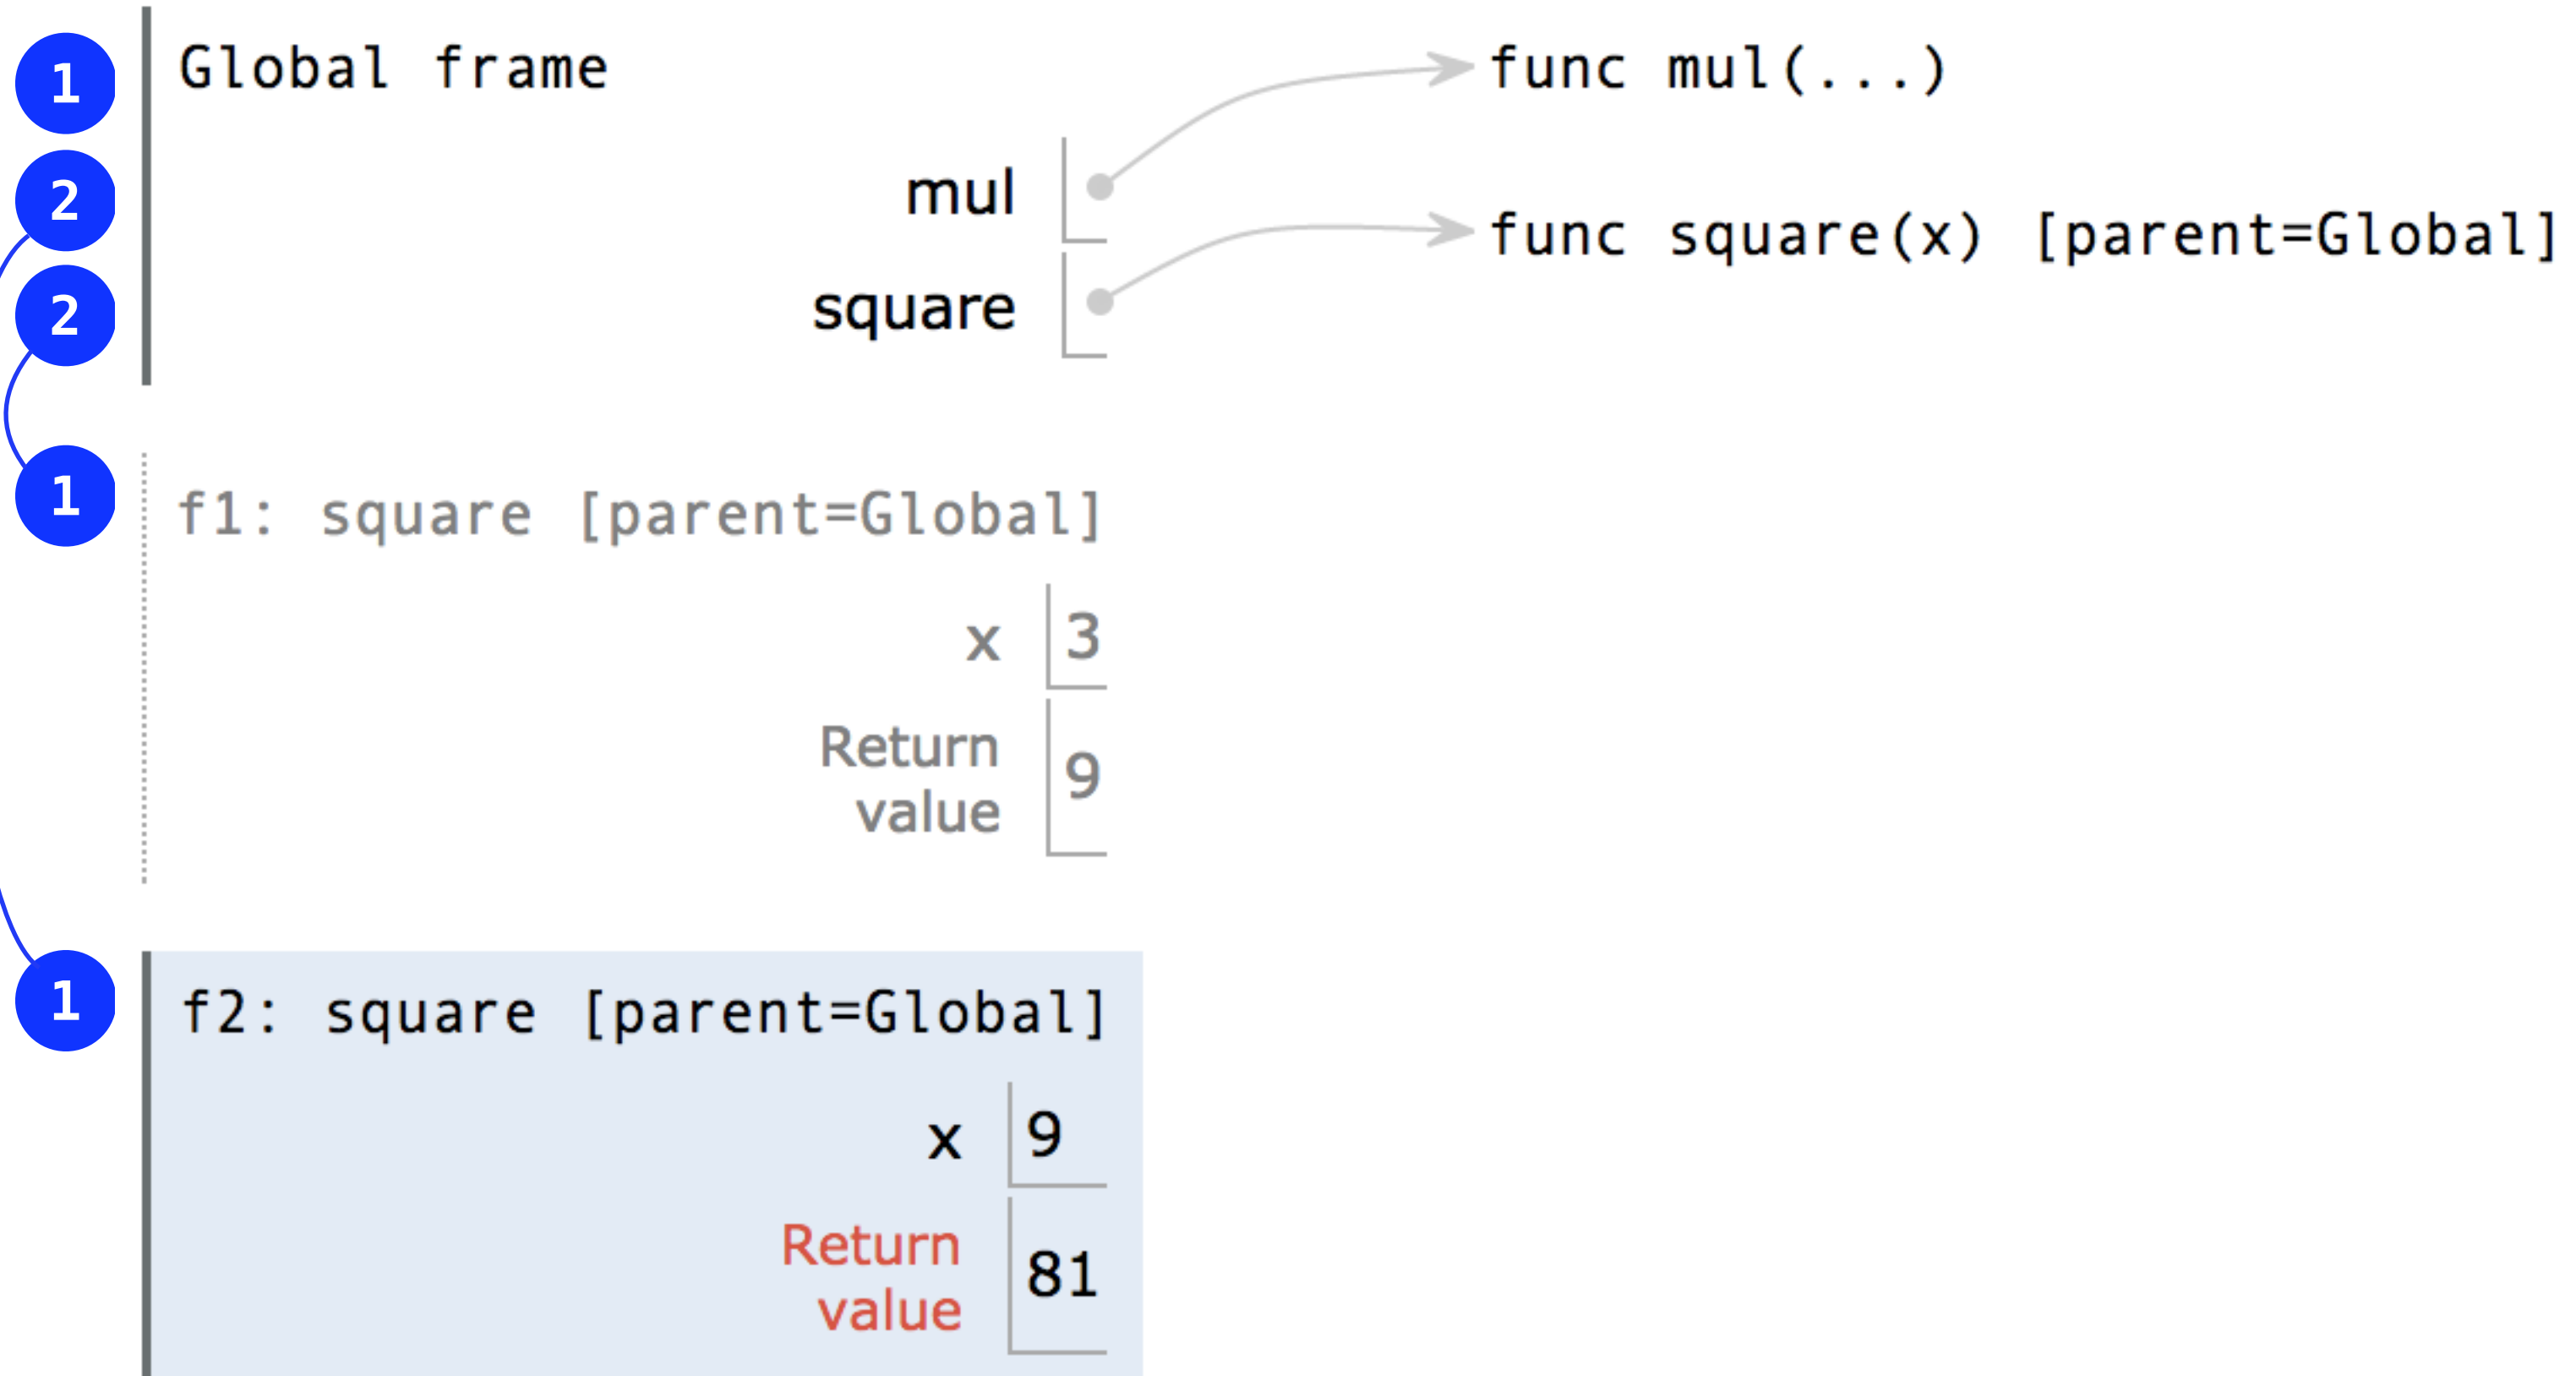 1 Global frame func mul(...)
2 mul
func square(x) [parent=Global]
2 square
1 f1: square [parent=Global]
x 3
Return
value 9
1 f2: square [parent=Global]
x 9
Return
value 81